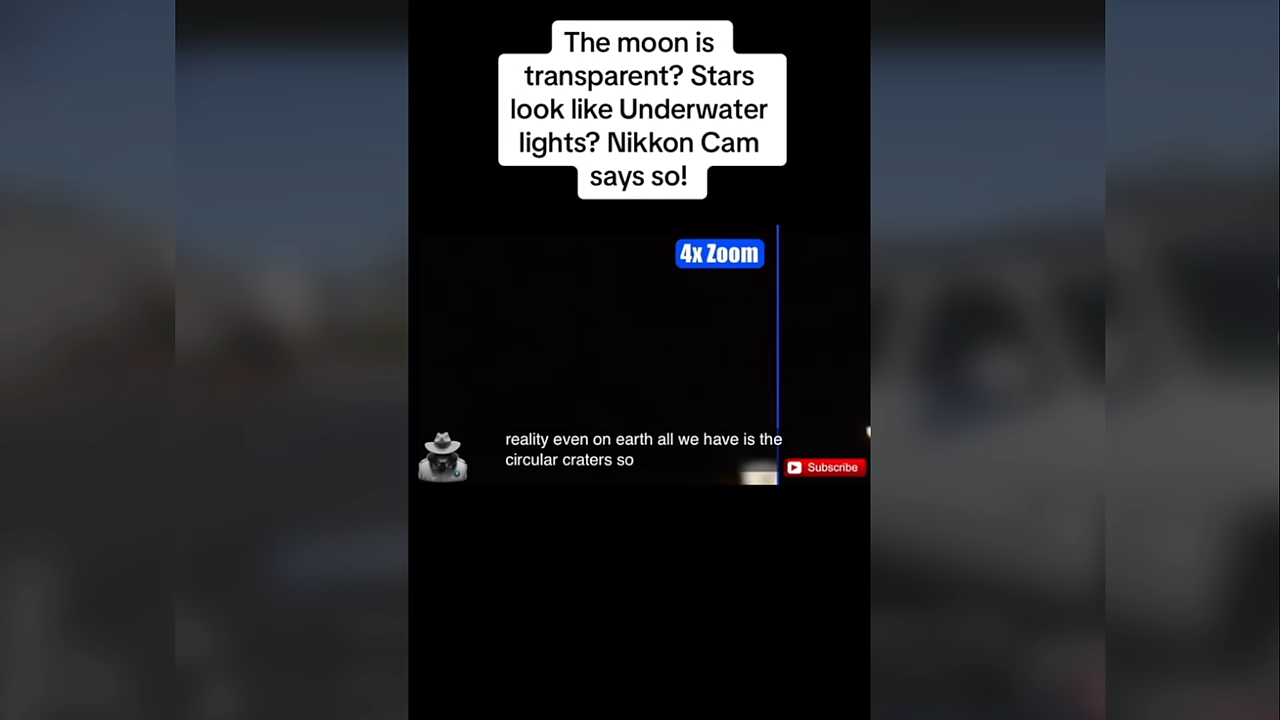 The moon is
transparent? Stars
look like Underwater
lights? Nikkon Cam
says so!
4x Zoom
reality even on earth all we have is the
circular craters so
Subscribe